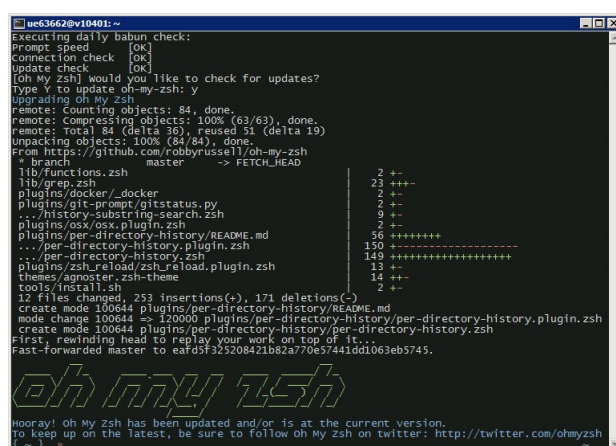 ue63662@v10401: ~
Executing daily babun check:
Prompt speed [OK]
Connection check [OK]
Update check [OK]
[Oh My Zsh] Would you like to check for updates?
Type Y to update oh-my-zsh: y
Upgrading Oh My Zsh
remote: Counting objects: 84, done.
remote: Compressing objects: 100% (63/63), done.
remote: Total 84 (delta 36), reused 51 (delta 19)
Unpacking objects: 100% (84/84), done.
From https://github.com/robbyrussell/oh-my-zsh
* branch master -> FETCH_HEAD
lib/functions.zsh | 2 +-
lib/grep.zsh | 23 +++-
plugins/docker/_docker | 2 +-
plugins/git-prompt/gitstatus.py | 2 +-
.../history-substring-search.zsh | 9 +-
plugins/osx/osx.plugin.zsh | 2 +-
plugins/per-directory-history/README.md | 56 ++++++++
.../per-directory-history.plugin.zsh | 150 +-------------------
.../per-directory-history.zsh | 149 +++++++++++++++++++
plugins/zsh_reload/zsh_reload.plugin.zsh | 13 +-
themes/agnoster.zsh-theme | 14 ++-
tools/install.sh | 2 +-
12 files changed, 253 insertions(+), 171 deletions(-)
create mode 100644 plugins/per-directory-history/README.md
mode change 100644 => 120000 plugins/per-directory-history/per-directory-history.plugin.zsh
create mode 100644 plugins/per-directory-history/per-directory-history.zsh
First, rewinding head to replay your work on top of it...
Fast-forwarded master to eafd5f325208421b82a770e57441dd1063eb5745.
oh my zsh
Hooray! Oh My Zsh has been updated and/or is at the current version.
To keep up on the latest, be sure to follow Oh My Zsh on twitter: http://twitter.com/ohmyzsh
{ ~ } » ~